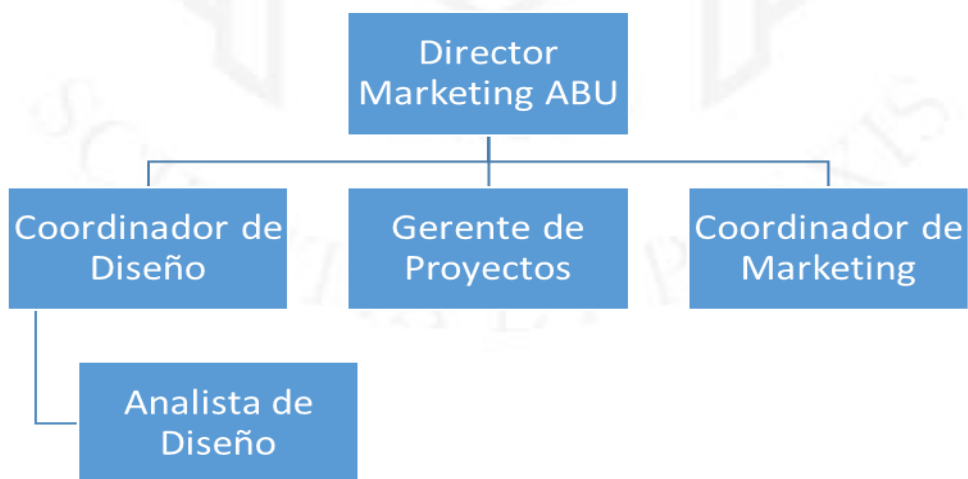 Director
Marketing ABU
Coordinador de
Diseño
Gerente de
Proyectos
Coordinador de
Marketing
Analista de
Diseño